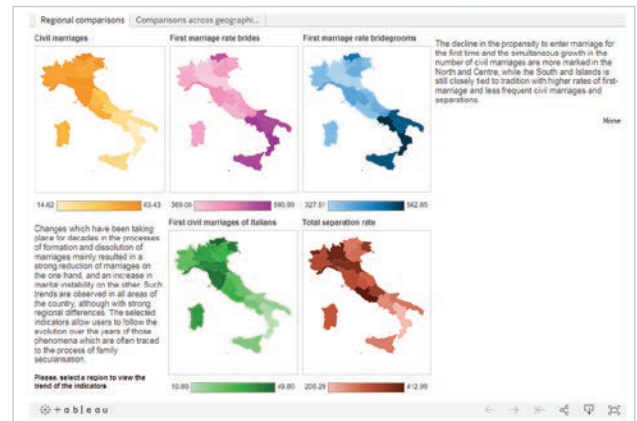 Regional comparisons
Comparisons across geographi...
Civil marriages
First marriage rate brides
First marriage rate bridegrooms
The decline in the propensity to enter marriage for
the first time and the simultaneous growth in the
number of civil marriages are more marked in the
North and Centre, while the South and Islands is
still closely tied to tradition with higher rates of first-
marriage and less frequent civil marriages and
separations.
None
14.62
43.43
369.05
590.99
327.51
562.85
Changes which have been taking
place for decades in the processes
of formation and dissolution of
marriages mainly resulted in a
strong reduction of marriages on
the one hand, and an increase in
marital instability on the other. Such
trends are observed in all areas of
the country, although with strong
regional differences. The selected
indicators allow users to follow the
evolution over the years of those
phenomena which are often traced
to the process of family
secularisation.
Please, select a region to view the
trend of the indicators
First civil marriages of Italians
Total separation rate
49.80
205.29
412.99
+ableau